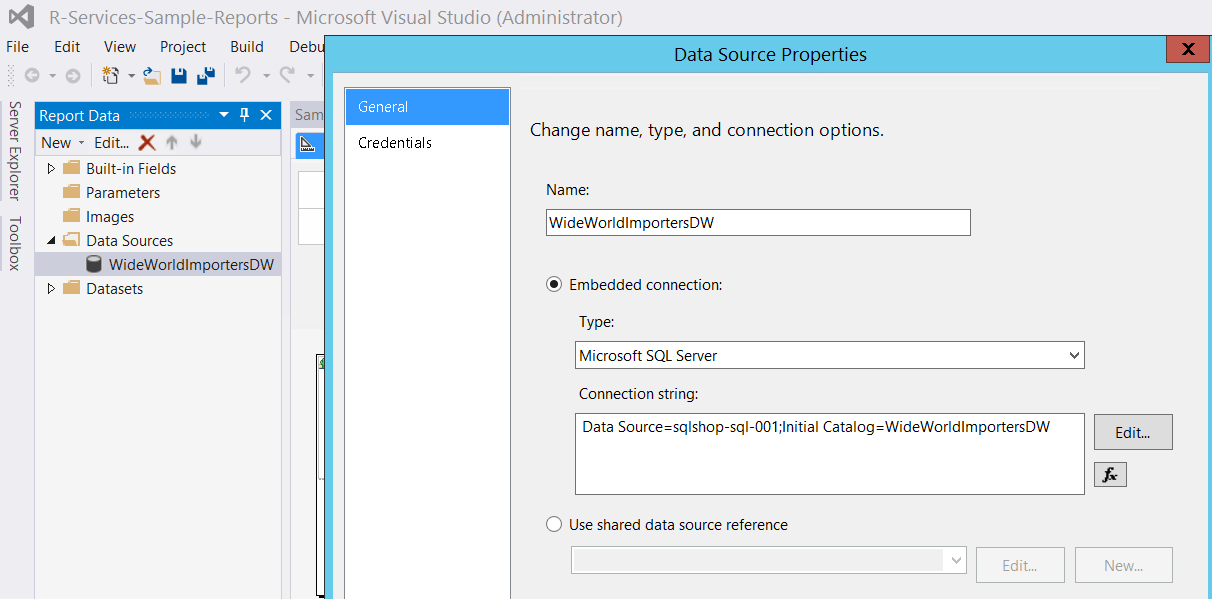 R-Services-Sample-Reports - Microsoft Visual Studio (Administrator)
File Edit View Project Build Debu
Data Source Properties
X
Server Explorer
Toolbox
Report Data
New Edit...
Built-in Fields
Parameters
Images
Data Sources
WideWorldImportersDW
Datasets
Sam
General
Credentials
Change name, type, and connection options.
Name:
WideWorldImportersDW
Embedded connection:
Type:
Microsoft SQL Server
Connection string:
Data Source=sqlshop-sql-001;Initial Catalog=WideWorldImportersDW
Edit...
fx
Use shared data source reference
Edit...
New...